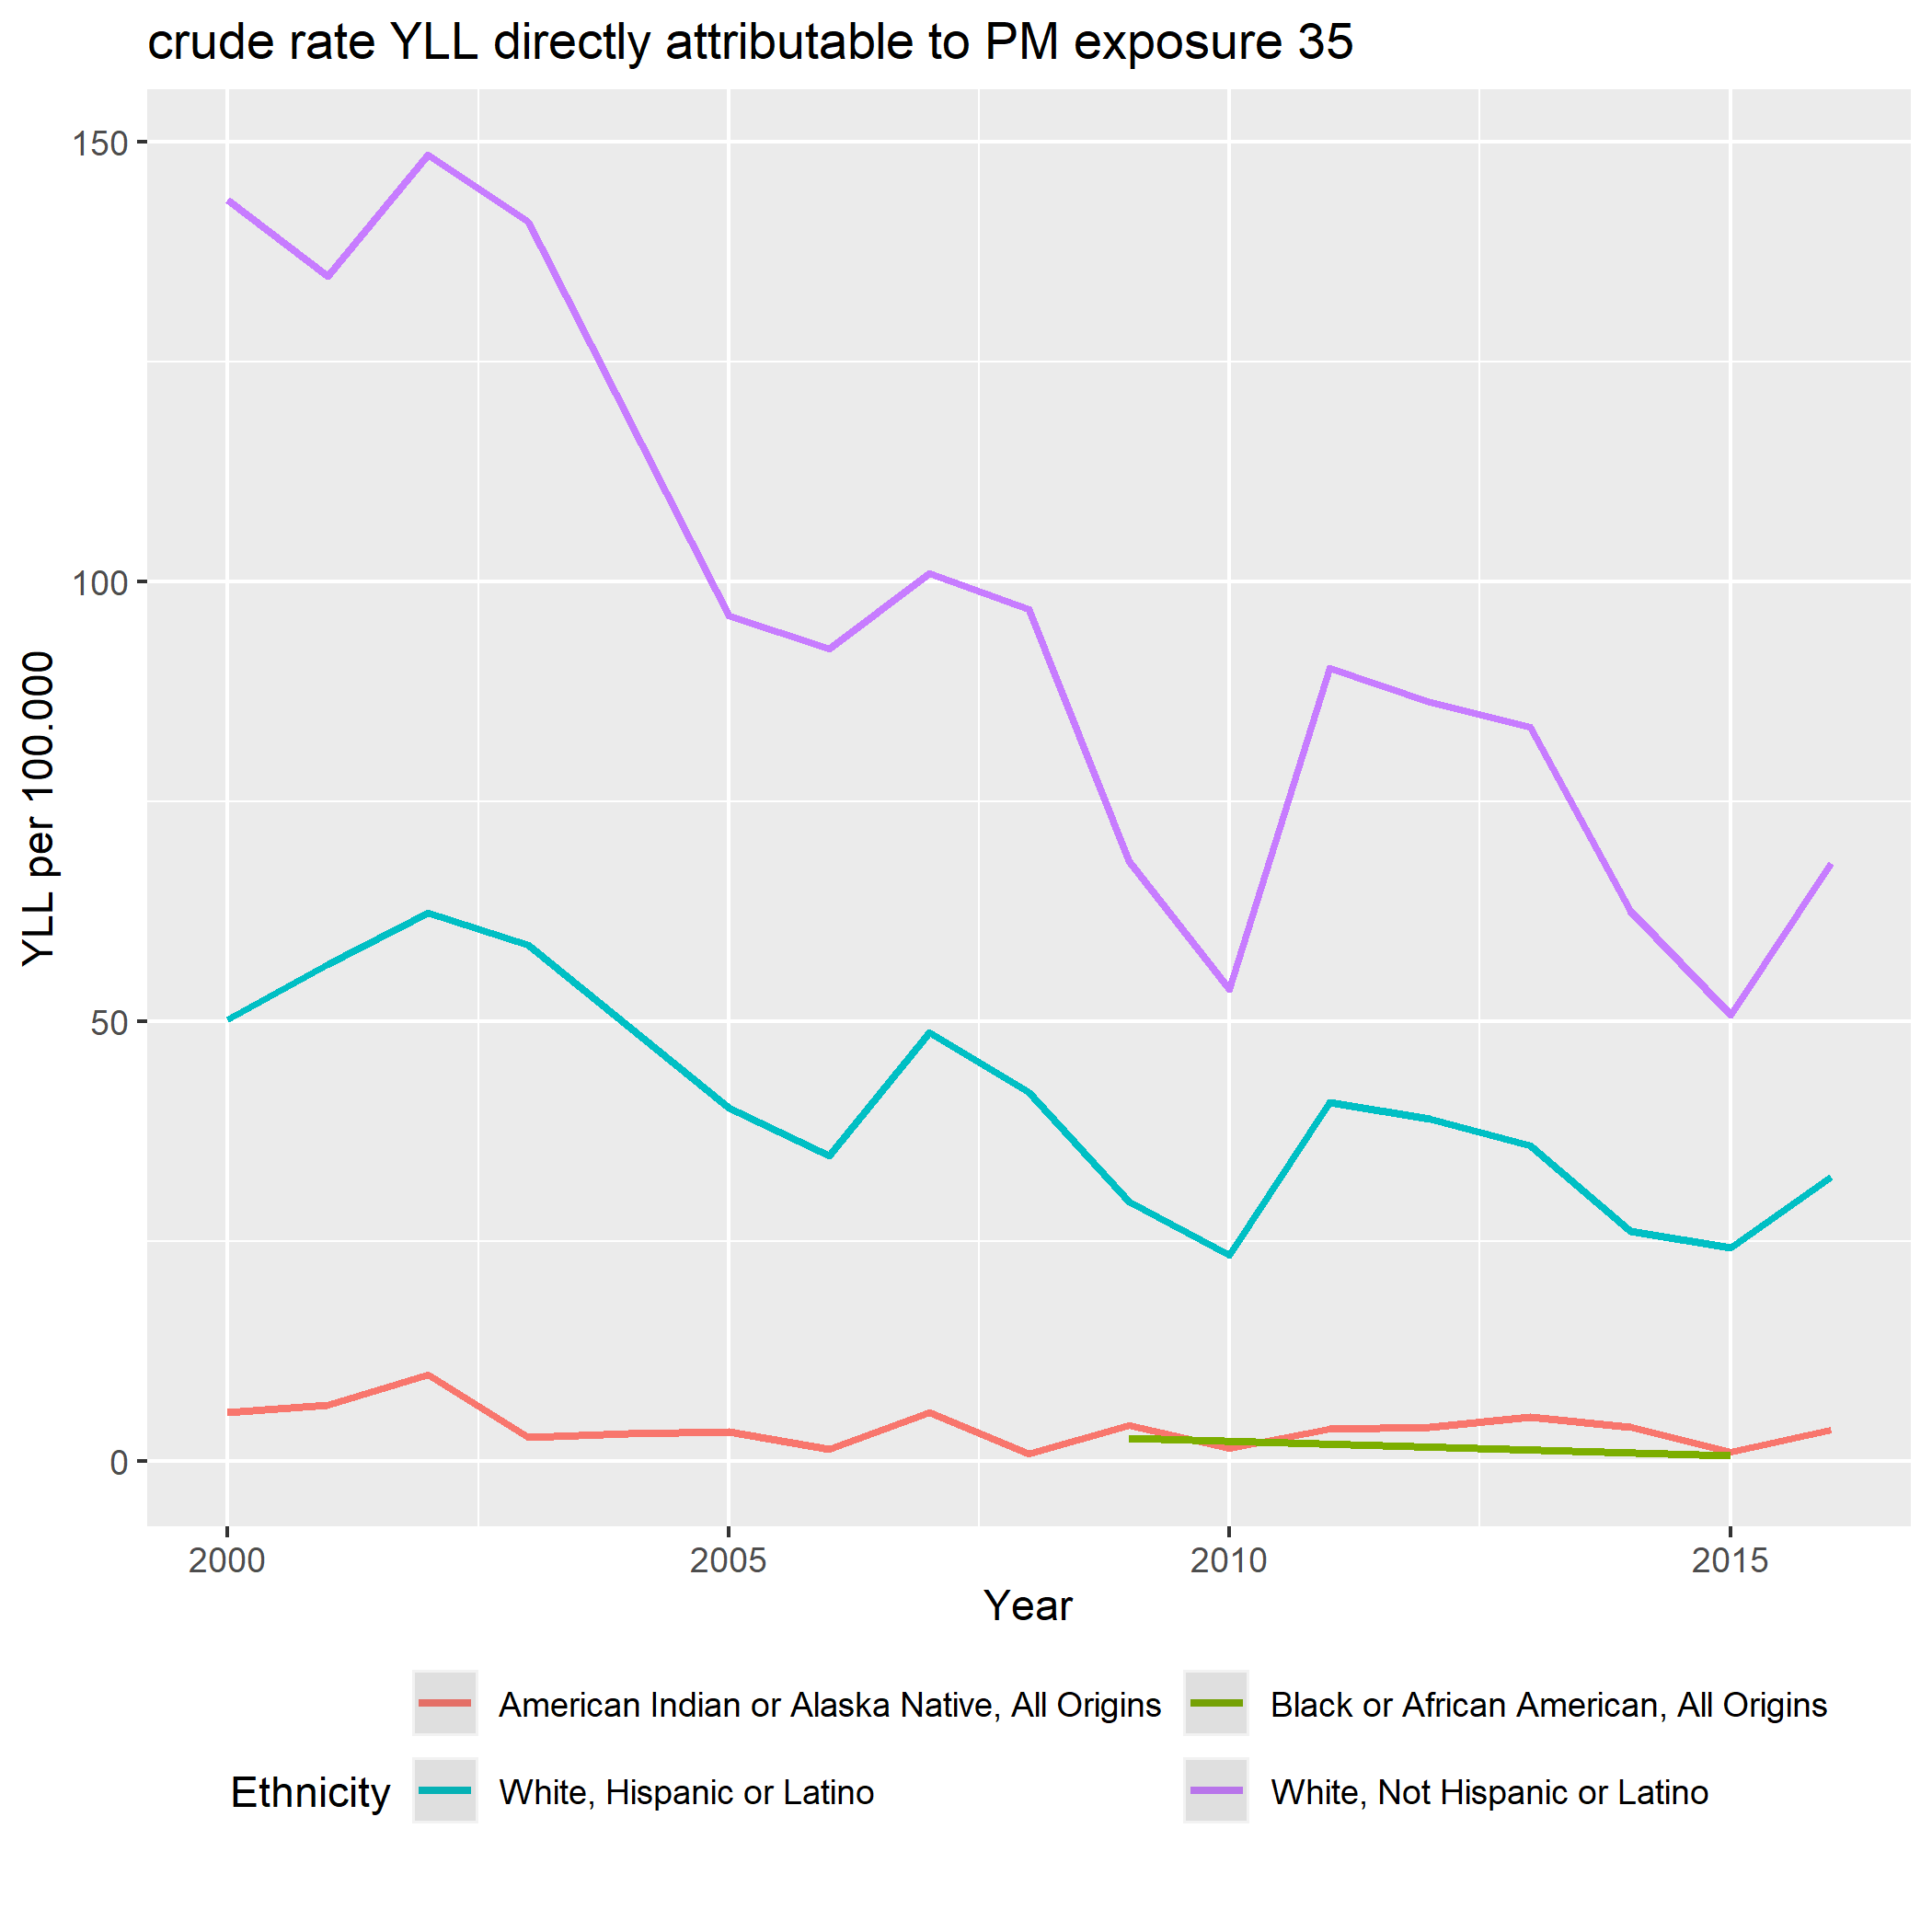 crude rate YLL directly attributable to PM exposure 35
150
100
50
0
YLL per 100.000
2000 2005 2010 2015
Year
Ethnicity
American Indian or Alaska Native, All Origins
Black or African American, All Origins
White, Hispanic or Latino
White, Not Hispanic or Latino